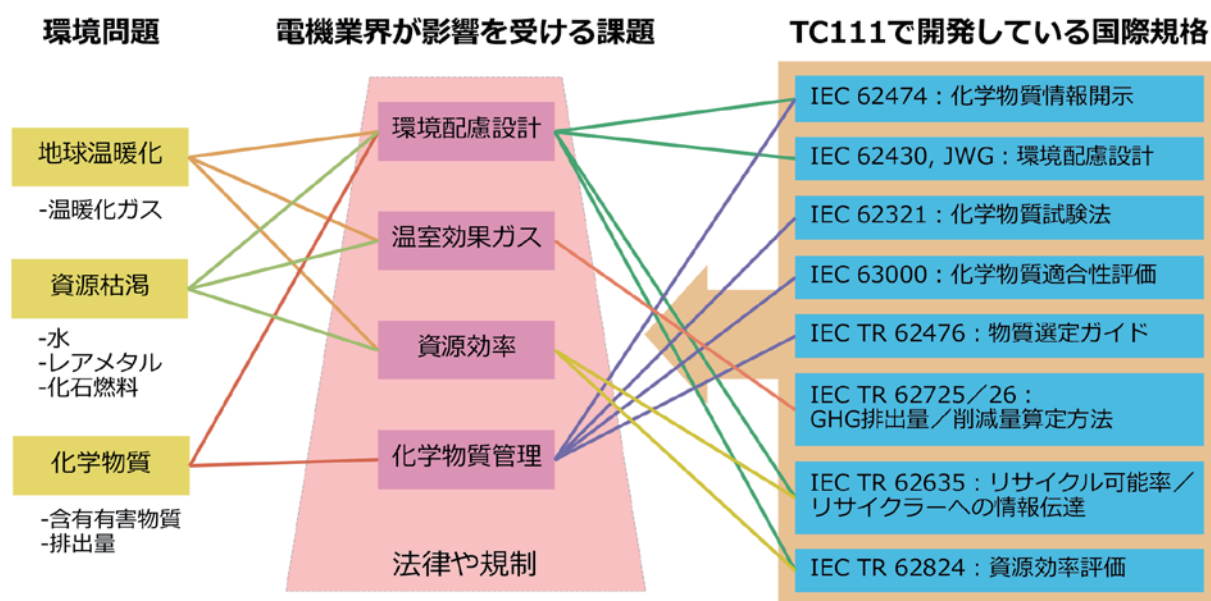 環境問題
電機業界が影響を受ける課題
TC111で開発している国際規格
地球温暖化
-温暖化ガス
資源枯渇
-水
-レアメタル
-化石燃料
化学物質
-含有有害物質
-排出量
環境配慮設計
温室効果ガス
資源効率
化学物質管理
法律や規制
IEC 62474：化学物質情報開示
IEC 62430, JWG：環境配慮設計
IEC 62321：化学物質試験法
IEC 63000：化学物質適合性評価
IEC TR 62476：物質選定ガイド
IEC TR 62725／26：
GHG排出量／削減量算定方法
IEC TR 62635：リサイクル可能率／
リサイクラーへの情報伝達
IEC TR 62824：資源効率評価